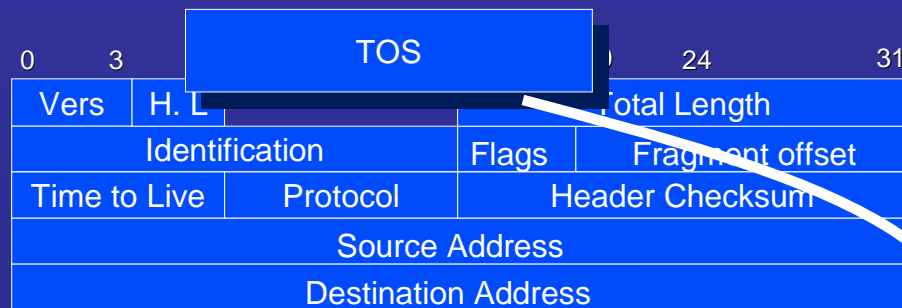 TOS
0 3 24 31
Vers H. L Total Length
Identification Flags Fragment offset
Time to Live Protocol Header Checksum
Source Address
Destination Address